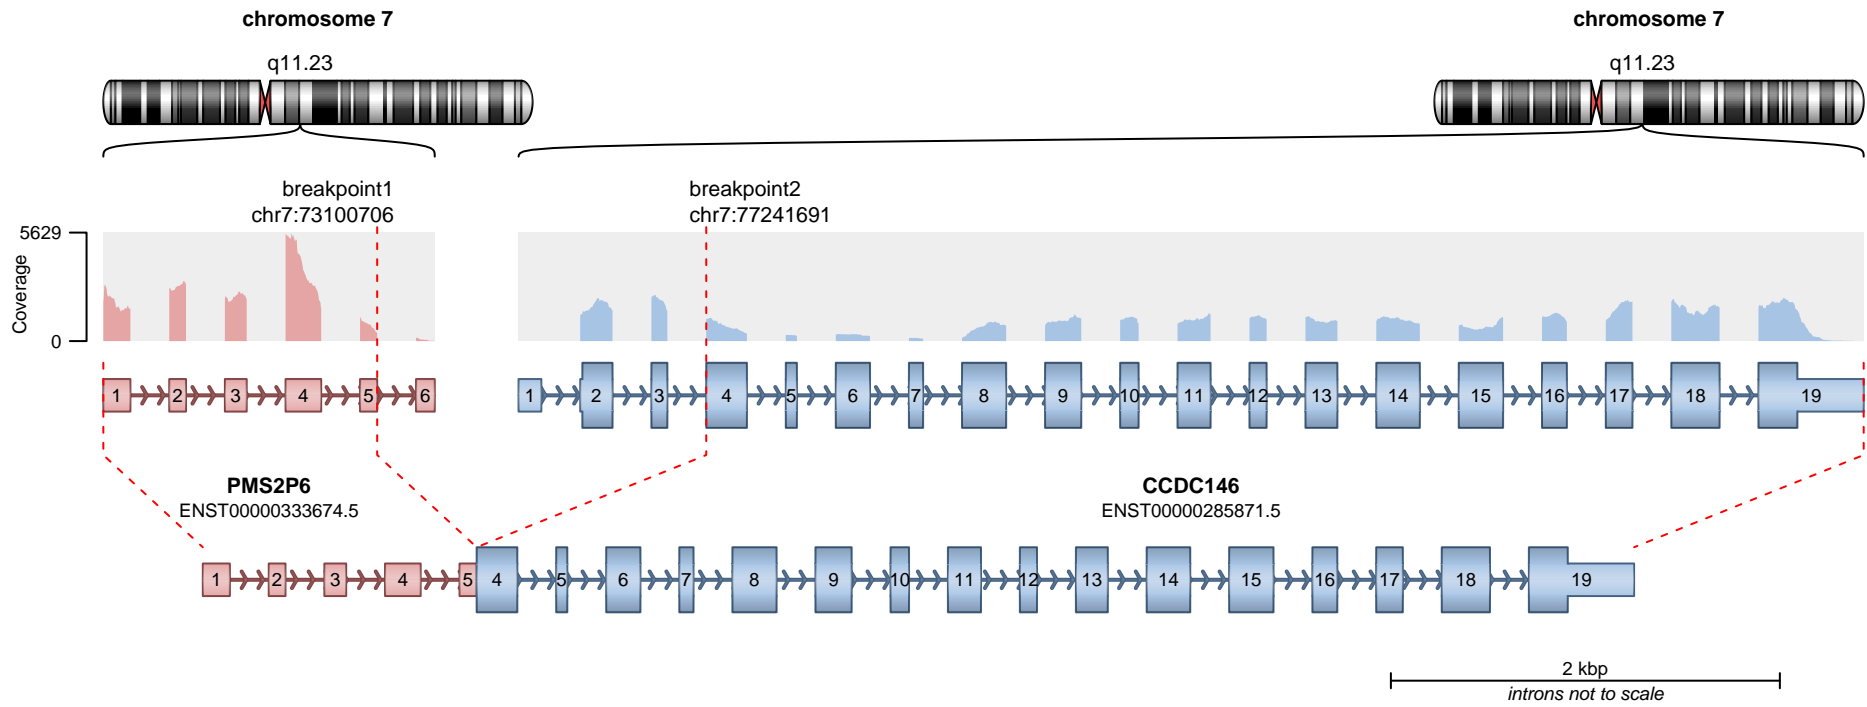 chromosome 7
chromosome 7
q11.23
q11.23
breakpoint1
chr7:73100706
breakpoint2
chr7:77241691
5629
Coverage
0
1 2 3 4 5 6
1 2 3 4 5 6 7 8 9 10 11 12 13 14 15 16 17 18 19
PMS2P6
ENST00000333674.5
CCDC146
ENST00000285871.5
1 2 3 4 5 4 5 6 7 8 9 10 11 12 13 14 15 16 17 18 19
2 kbp
introns not to scale